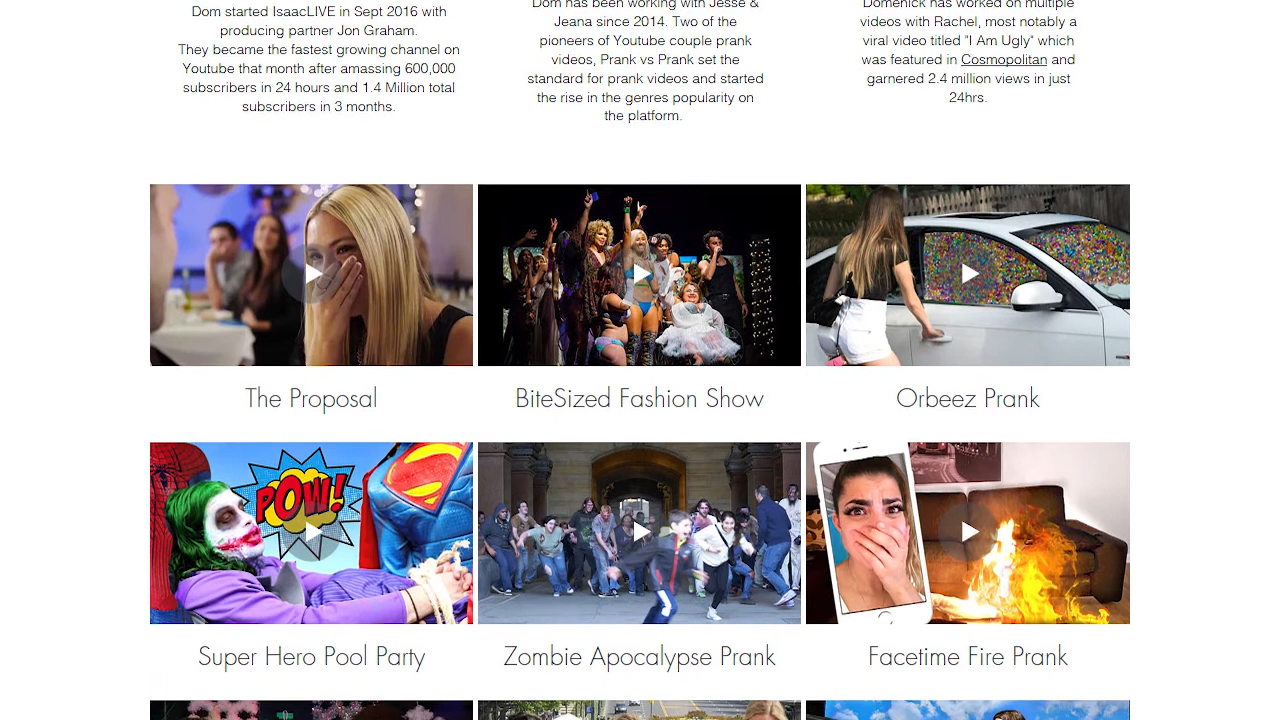 Dom started IsaacLIVE in Sept 2016 with
producing partner Jon Graham.
They became the fastest growing channel on
Youtube that month after amassing 600,000
subscribers in 24 hours and 1.4 Million total
subscribers in 3 months.
Dom has been working with Jesse &
Jeana since 2014. Two of the
pioneers of Youtube couple prank
videos, Prank vs Prank set the
standard for prank videos and started
the rise in the genres popularity on
the platform.
Domenick has worked on multiple
videos with Rachel, most notably a
viral video titled "I Am Ugly" which
was featured in Cosmopolitan and
garnered 2.4 million views in just
24hrs.
The Proposal
BiteSized Fashion Show
Orbeez Prank
POW!
Super Hero Pool Party
Zombie Apocalypse Prank
Facetime Fire Prank